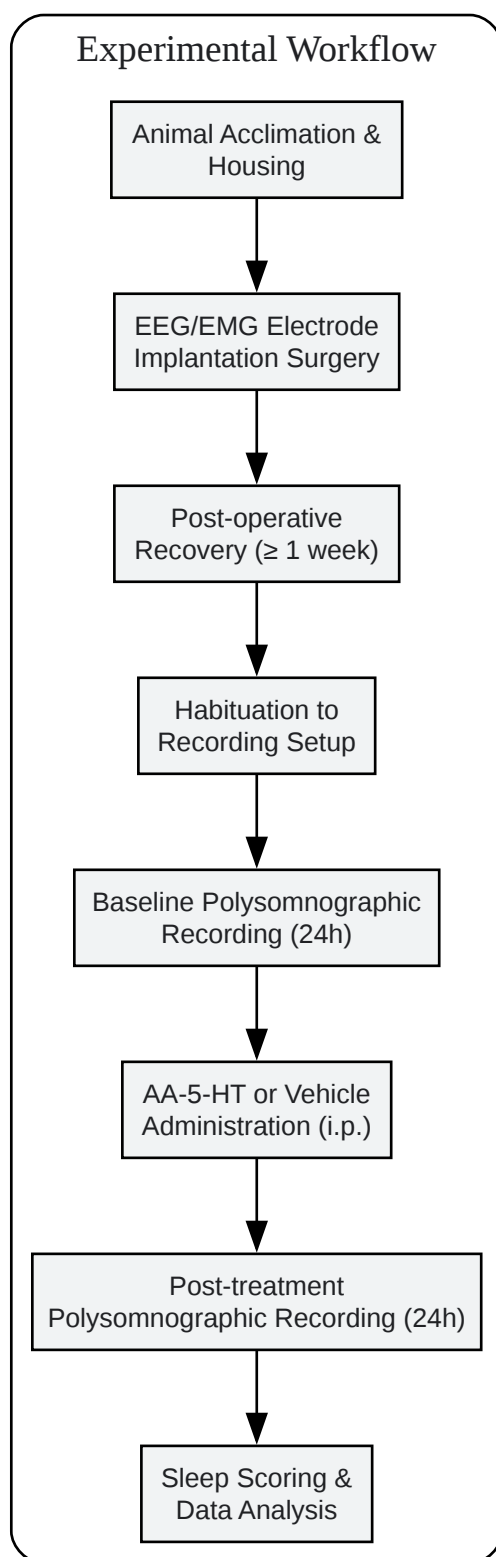 Experimental Workflow
Animal Acclimation &
Housing
EEG/EMG Electrode
Implantation Surgery
Post-operative
Recovery (≥ 1 week)
Habituation to
Recording Setup
Baseline Polysomnographic
Recording (24h)
AA-5-HT or Vehicle
Administration (i.p.)
Post-treatment
Polysomnographic Recording (24h)
Sleep Scoring &
Data Analysis